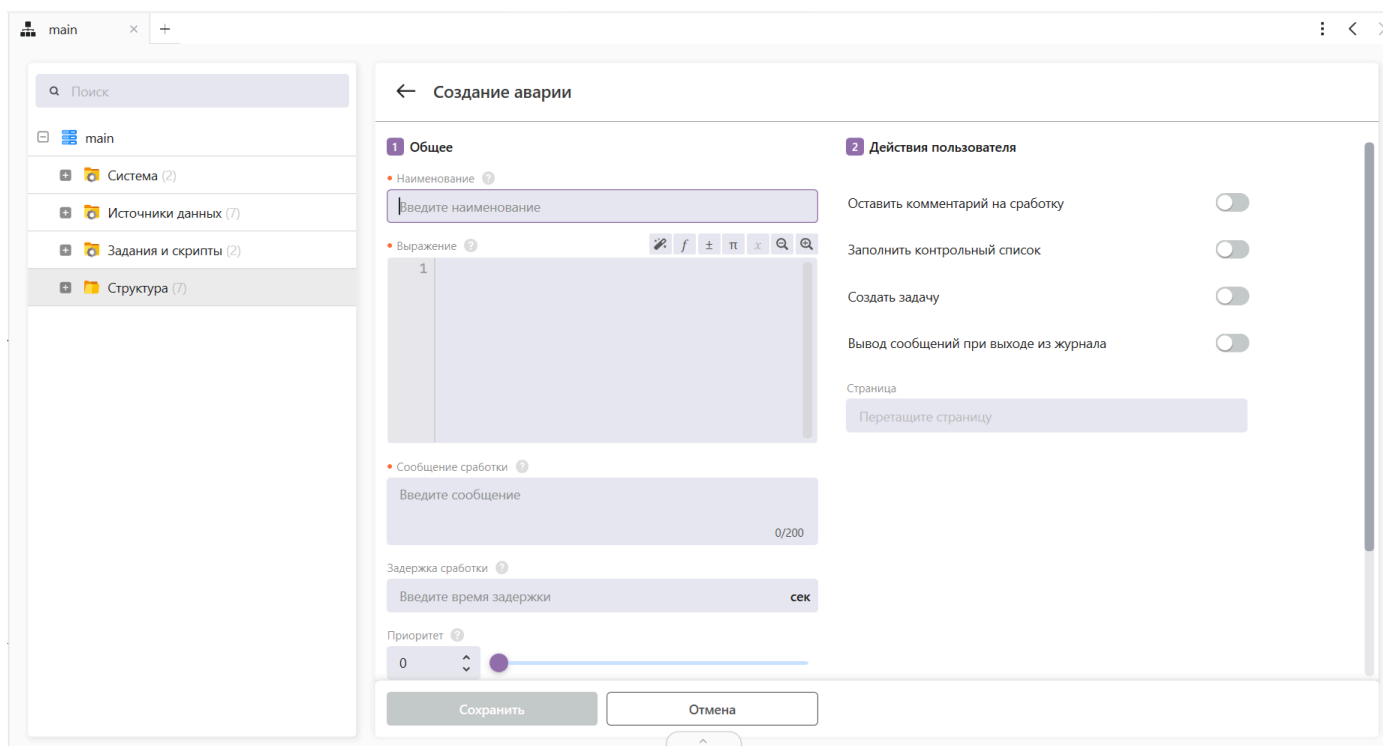 main
Поиск
main
Система (2)
Источники данных (7)
Задания и скрипты (2)
Структура (7)
Создание аварии
1 Общее
• Наименование ?
Введите наименование
• Выражение ?
f ± π x
1
• Сообщение сработки ?
Введите сообщение
0/200
Задержка сработки ?
Введите время задержки сек
Приоритет ?
0
2 Действия пользователя
Оставить комментарий на сработку
Заполнить контрольный список
Создать задачу
Вывод сообщений при выходе из журнала
Страница
Перетащите страницу
Сохранить
Отмена